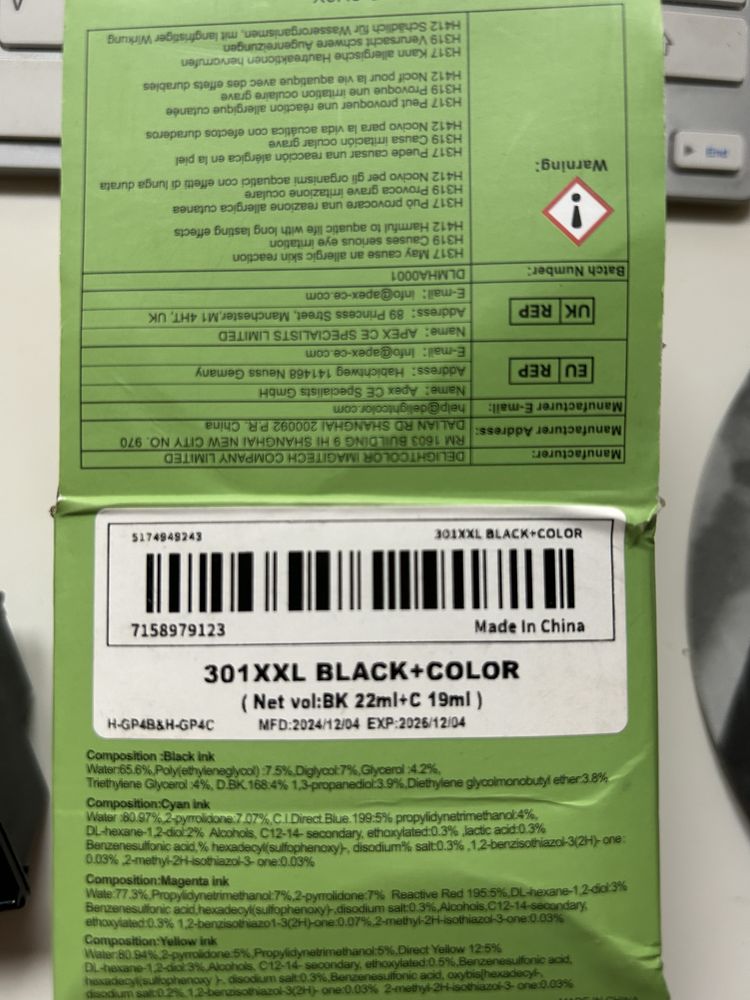 Warning:
H317 May cause an allergic skin reaction
H319 Causes serious eye irritation
H412 Harmful to aquatic life with long lasting effects
H317 Può provocare una reazione allergica cutanea
H319 Provoca grave irritazione oculare
H412 Nocivo per gli organismi acquatici con effetti di lunga durata
H317 Puede causar una reacción alérgica en la piel
H319 Causa irritación ocular grave
H412 Nocivo para la vida acuática con efectos duraderos
H317 Peut provoquer une réaction allergique cutanée
H319 Provoque une irritation oculaire grave
H412 Nocif pour la vie aquatique avec des effets durables
H317 Kann allergische Hautreaktionen hervorrufen
H319 Verursacht schwere Augenreizungen
H412 Schädlich für Wasserorganismen, mit langfristiger Wirkung
Batch Number: DLMHA0001
UK REP
Name: APEX CE SPECIALISTS LIMITED
Address: 89 Princess Street, Manchester,M1 4HT, UK
E-mail: info@apex-ce.com
EU REP
Name: Apex CE Specialists GmbH
Address: Habichtweg 1 41468 Neuss Germany
E-mail: info@apex-ce.com
Manufacturer E-mail: help@delightcolor.com
Manufacturer Address: RM 1603 BUILDING 9 HI SHANGHAI NEW CITY NO. 970
DALIAN RD SHANGHAI 200092 P.R. China
Manufacturer: DELIGHTCOLOR IMAGITECH COMPANY LIMITED
5174949243 301XXL BLACK+COLOR
7158979123 Made In China
301XXL BLACK+COLOR
( Net vol:BK 22ml+C 19ml )
H-GP4B&H-GP4C MFD:2024/12/04 EXP:2026/12/04
Composition :Black ink
Water:65.6%,Poly(ethyleneglycol) :7.5%,Diglycol:7%,Glycerol :4.2%,
Triethylene Glycerol :4%, D.BK.168:4% 1,3-propanediol:3.9%,Diethylene glycolmonobutyl ether:3.8%
Composition:Cyan ink
Water :80.97%,2-pyrrolidone:7.07%,C.I.Direct.Blue.199:5% propylidynetrimethanol:4%,
DL-hexane-1,2-diol:2% Alcohols, C12-14- secondary, ethoxylated:0.3% ,lactic acid:0.3%
Benzenesulfonic acid,% hexadecyl(sulfophenoxy)-, disodium% salt:0.3% ,1,2-benzisothiazol-3(2H)- one:
0.03% ,2-methyl-2H-isothiazol-3- one:0.03%
Composition:Magenta ink
Wate:77.3%,Propylidynetrimethanol:7%,2-pyrrolidone:7% Reactive Red 195:5%,DL-hexane-1,2-diol:3%
Benzenesulfonic acid,hexadecyl(sulfophenoxy)-,disodium salt:0.3%,Alcohols,C12-14-secondary,
ethoxylated:0.3% 1,2-benzisothiazo1-3(2H)-one:0.07%,2-methyl-2H-isothiazol-3-one:0.03%
Composition:Yellow ink
Water:80.94%,2-pyrrolidone:5%,Propylidynetrimethanol:5%,Direct Yellow 12:5%
DL-hexane-1,2-diol:3%,Alcohols, C12-14- secondary, ethoxylated:0.5%,Benzenesulfonic acid,
hexadecyl(sulfophenoxy )-, disodium salt:0.3%,Benzenesulfonic acid, oxybis[hexadecyl-,
disodium salt:0.2%,1,2-benzisothiazol-3(2H)- one:0.03% 2-methyl-2H-isothiazol-3- one:0.03%